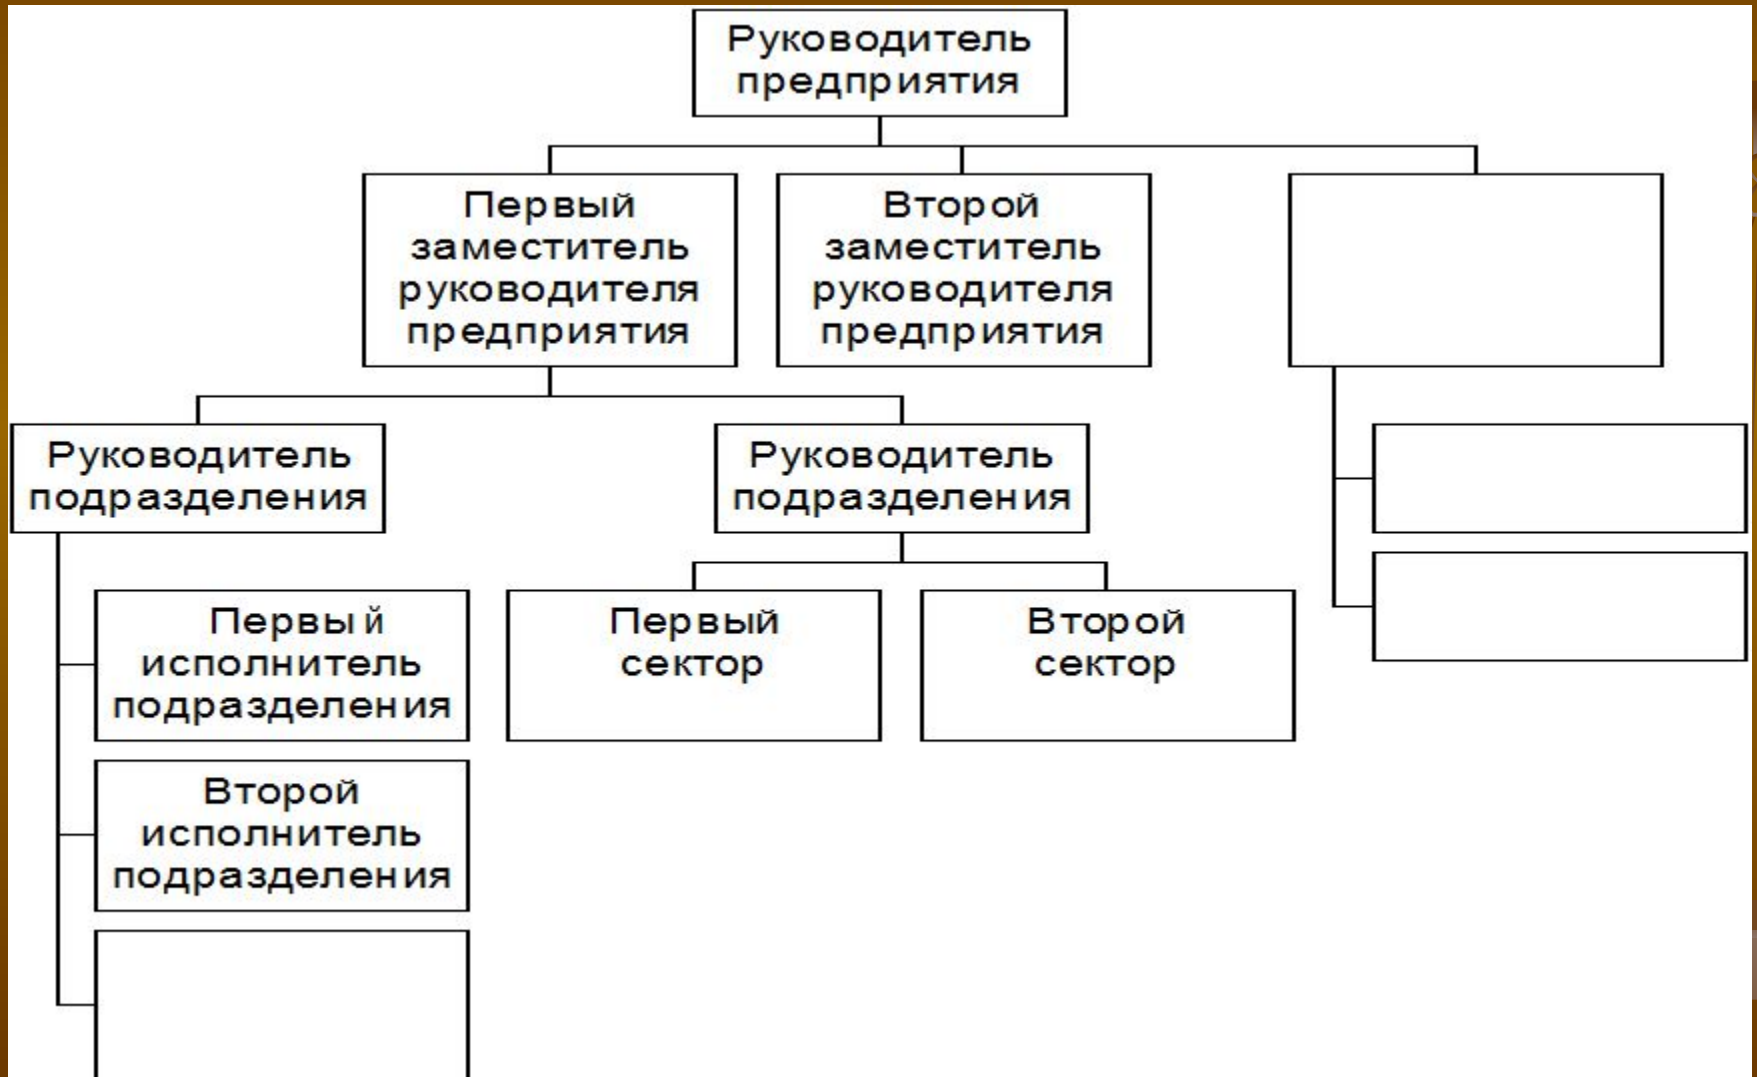 Руководитель
предприятия
Первый
заместитель
руководителя
предприятия
Второй
заместитель
руководителя
предприятия
Руководитель
подразделения
Руководитель
подразделения
Первый
исполнитель
подразделения
Первый
сектор
Второй
сектор
Второй
исполнитель
подразделения